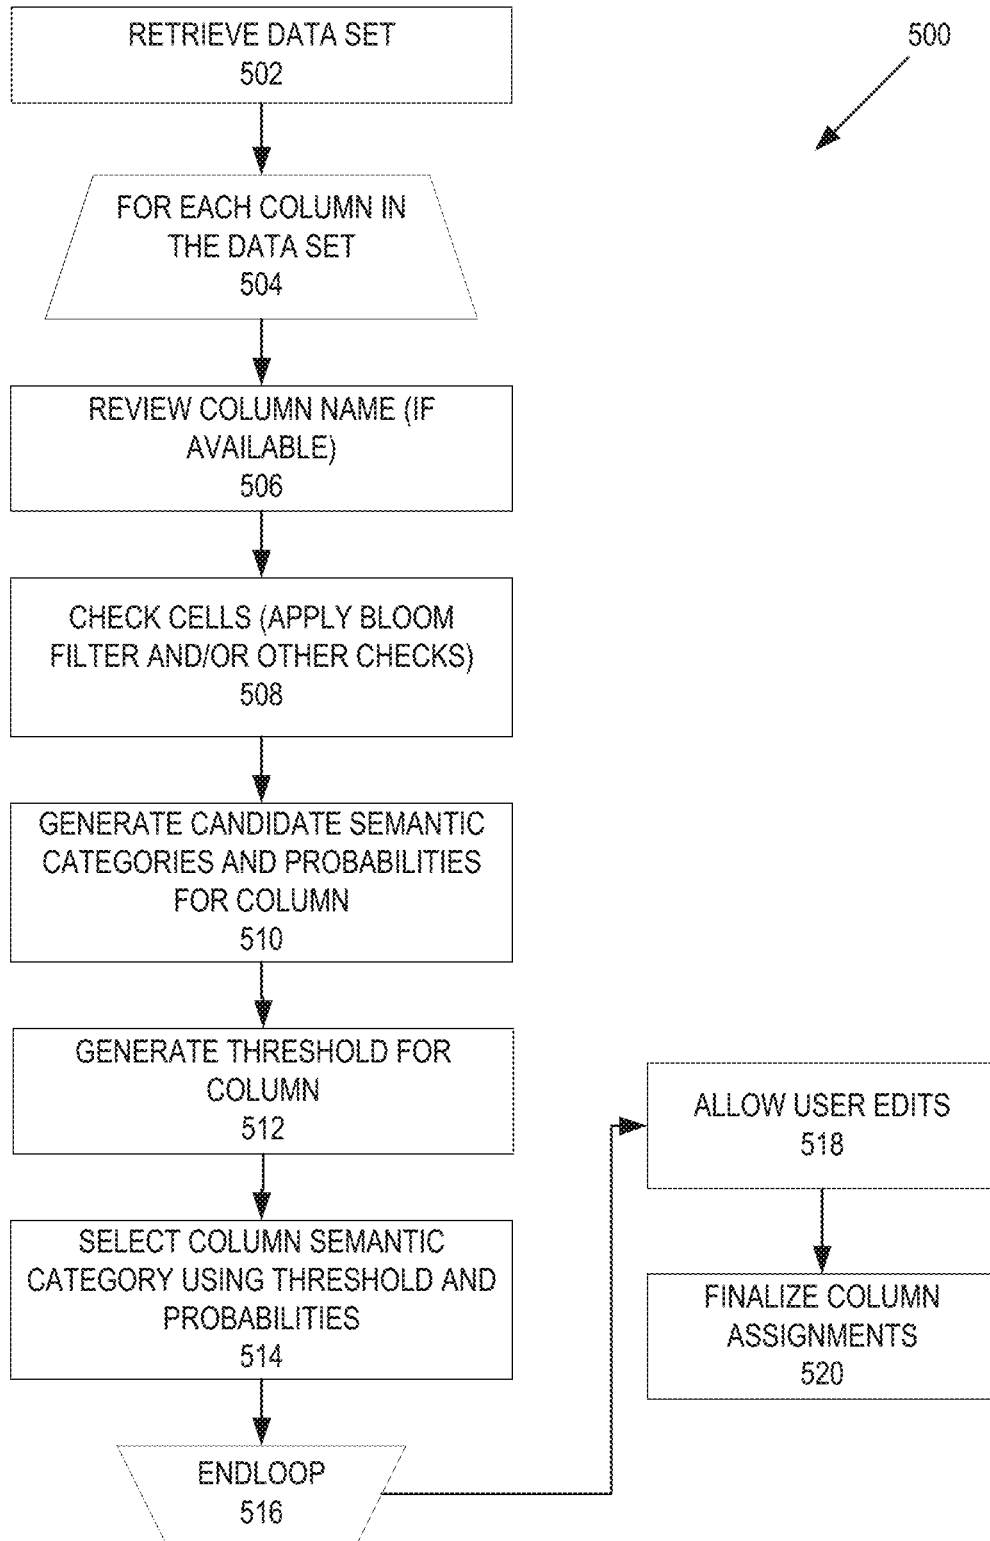 RETRIEVE DATA SET
502
500
FOR EACH COLUMN IN
THE DATA SET
504
REVIEW COLUMN NAME (IF
AVAILABLE)
506
CHECK CELLS (APPLY BLOOM
FILTER AND/OR OTHER CHECKS)
508
GENERATE CANDIDATE SEMANTIC
CATEGORIES AND PROBABILITIES
FOR COLUMN
510
GENERATE THRESHOLD FOR
COLUMN
512
SELECT COLUMN SEMANTIC
CATEGORY USING THRESHOLD AND
PROBABILITIES
514
ENDLOOP
516
ALLOW USER EDITS
518
FINALIZE COLUMN
ASSIGNMENTS
520